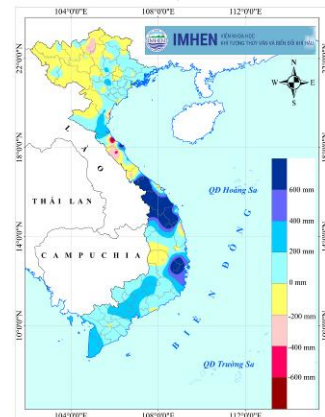 104°0'0"E 108°0'0"E 112°0'0"E
IMHEN
VIỆN KHOA HỌC
KHÍ TƯỢNG THỦY VĂN VÀ BIẾN ĐỔI KHÍ HẬU
22°0'0"N
N
W E
S
LÀO
18°0'0"N
QĐ Hoàng Sa
THÁI LAN
CAMPUCHIA
14°0'0"N
BIỂN ĐÔNG
10°0'0"N
QĐ Trường Sa
600 mm
400 mm
200 mm
0 mm
-200 mm
-400 mm
-600 mm
104°0'0"E 108°0'0"E 112°0'0"E